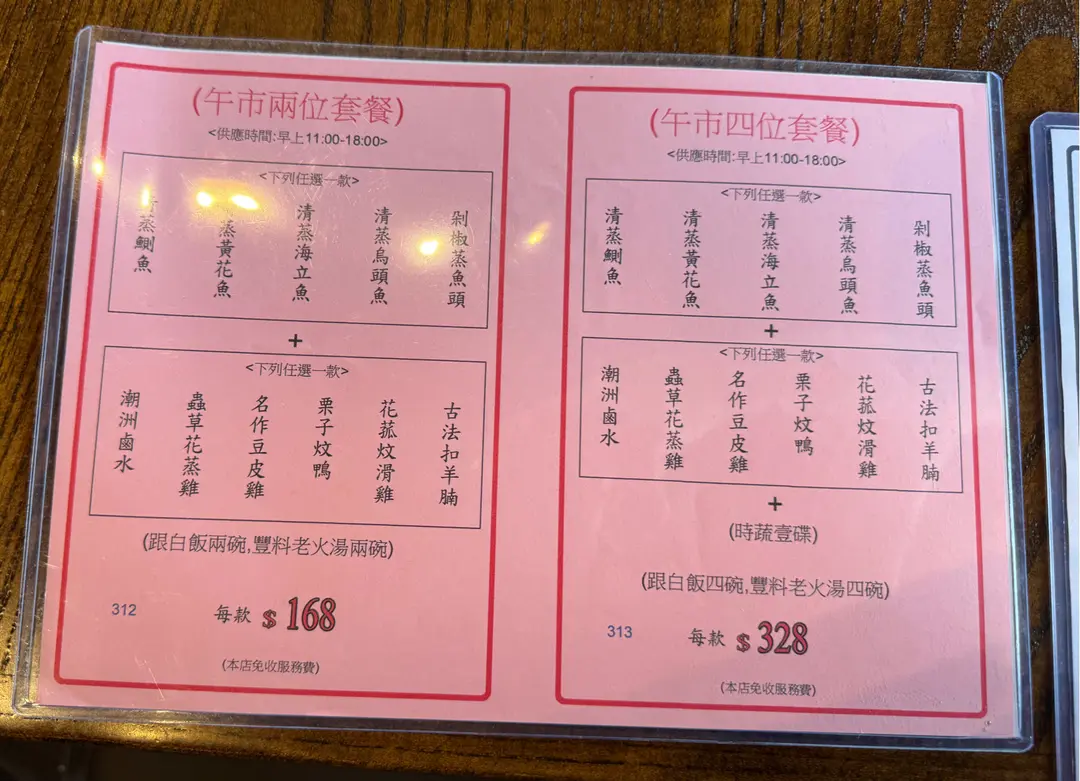 (午市兩位套餐)
<供應時間:早上11:00-18:00>
<下列任選一款>
蒸鰂魚
蒸黃花魚
清蒸海立魚
清蒸烏頭魚
剁椒蒸魚頭
+
<下列任選一款>
潮洲鹵水
蟲草花蒸雞
名作豆皮雞
栗子炆鴨
花菰炆滑雞
古法扣羊腩
(跟白飯兩碗,豐料老火湯兩碗)
312
每款 $ 168
(本店免收服務費)
(午市四位套餐)
<供應時間:早上11:00-18:00>
<下列任選一款>
清蒸鰂魚
清蒸黃花魚
清蒸海立魚
清蒸烏頭魚
剁椒蒸魚頭
+
<下列任選一款>
潮洲鹵水
蟲草花蒸雞
名作豆皮雞
栗子炆鴨
花菰炆滑雞
古法扣羊腩
+
(時蔬壹碟)
(跟白飯四碗,豐料老火湯四碗)
313
每款 $ 328
(本店免收服務費)